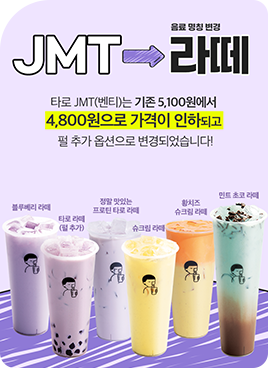 음료 명칭 변경
JMT → 라떼
타로 JMT(벤티)는 기존 5,100원에서
4,800원으로 가격이 인하되고
펄 추가 옵션으로 변경되었습니다!
블루베리 라떼
타로 라떼
(펄 추가)
정말 맛있는
프로틴 타로 라떼
슈크림 라떼
황치즈
슈크림 라떼
민트 초코 라떼